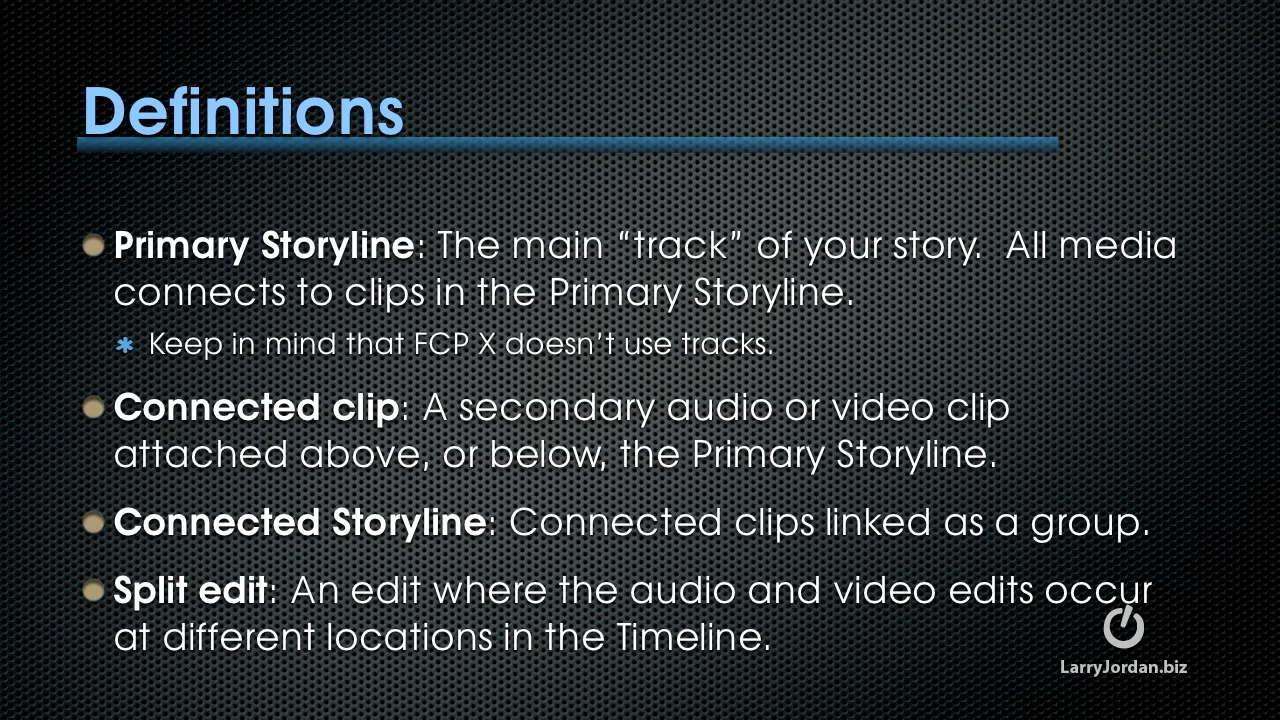 Definitions
Primary Storyline: The main “track” of your story.  All media
connects to clips in the Primary Storyline.
Keep in mind that FCP X doesn’t use tracks.
Connected clip: A secondary audio or video clip
attached above, or below, the Primary Storyline.
Connected Storyline: Connected clips linked as a group.
Split edit: An edit where the audio and video edits occur
at different locations in the Timeline.
LarryJordan.biz